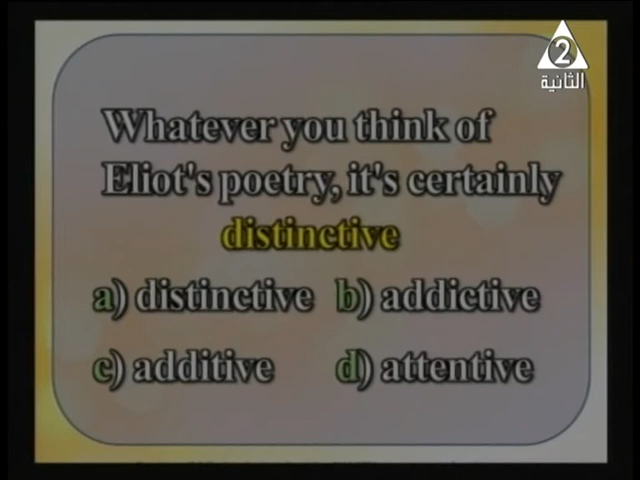 2
الثانية
Whatever you think of
Eliot's poetry, it's certainly
distinctive
a) distinctive b) addictive
c) additive d) attentive